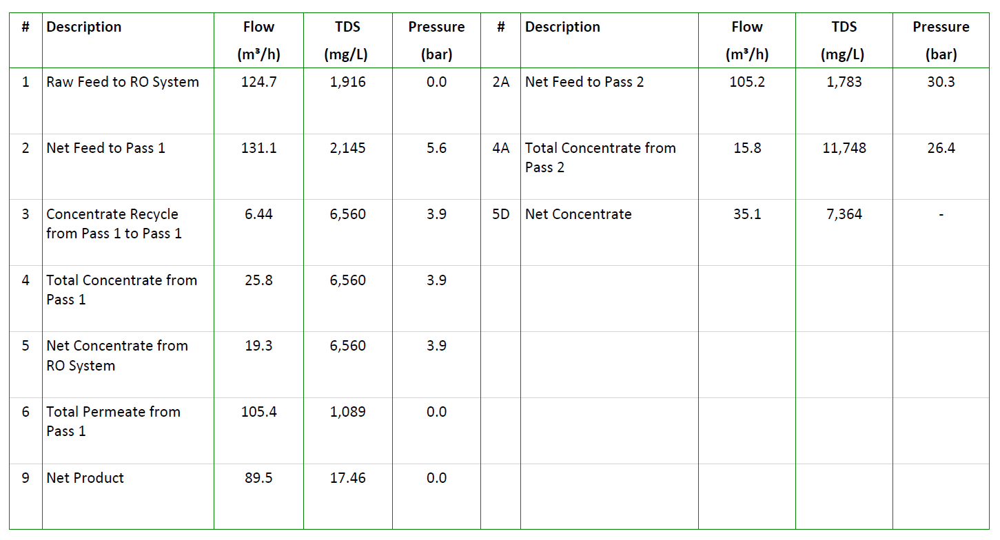 # Description Flow TDS Pressure # Description Flow TDS Pressure
(m³/h) (mg/L) (bar) (m³/h) (mg/L) (bar)
1 Raw Feed to RO System 124.7 1,916 0.0 2A Net Feed to Pass 2 105.2 1,783 30.3
2 Net Feed to Pass 1 131.1 2,145 5.6 4A Total Concentrate from 15.8 11,748 26.4
Pass 2
3 Concentrate Recycle 6.44 6,560 3.9 5D Net Concentrate 35.1 7,364 -
from Pass 1 to Pass 1
4 Total Concentrate from 25.8 6,560 3.9
Pass 1
5 Net Concentrate from 19.3 6,560 3.9
RO System
6 Total Permeate from 105.4 1,089 0.0
Pass 1
9 Net Product 89.5 17.46 0.0